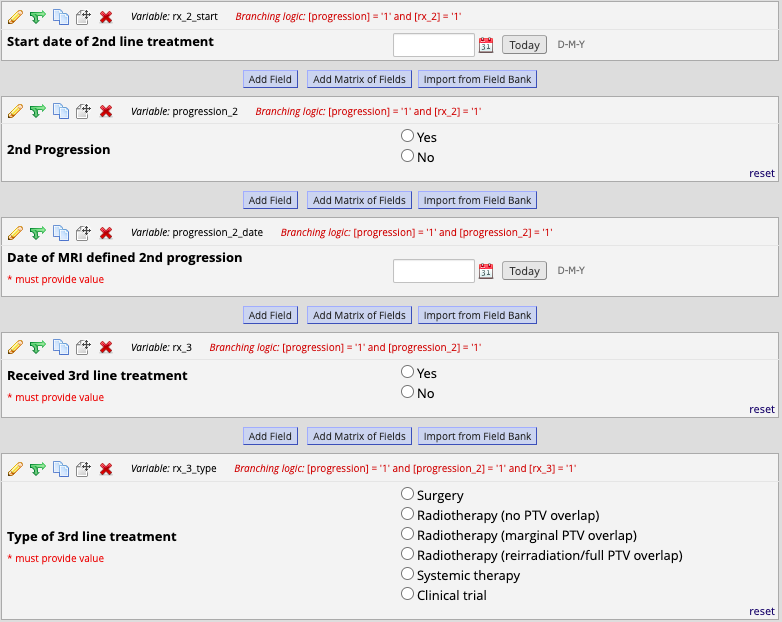 Variable: rx_2_start Branching logic: [progression] = '1' and [rx_2] = '1'
Start date of 2nd line treatment
31 Today D-M-Y
Add Field Add Matrix of Fields Import from Field Bank
Variable: progression_2 Branching logic: [progression] = '1' and [rx_2] = '1'
Yes
2nd Progression
No
reset
Add Field Add Matrix of Fields Import from Field Bank
Variable: progression_2_date Branching logic: [progression] = '1' and [progression_2] = '1'
Date of MRI defined 2nd progression
31 Today D-M-Y
* must provide value
Add Field Add Matrix of Fields Import from Field Bank
Variable: rx_3 Branching logic: [progression] = '1' and [progression_2] = '1'
Received 3rd line treatment
Yes
* must provide value
No
reset
Add Field Add Matrix of Fields Import from Field Bank
Variable: rx_3_type Branching logic: [progression] = '1' and [progression_2] = '1' and [rx_3] = '1'
Surgery
Radiotherapy (no PTV overlap)
Radiotherapy (marginal PTV overlap)
Type of 3rd line treatment
Radiotherapy (reirradiation/full PTV overlap)
* must provide value
Systemic therapy
Clinical trial
reset